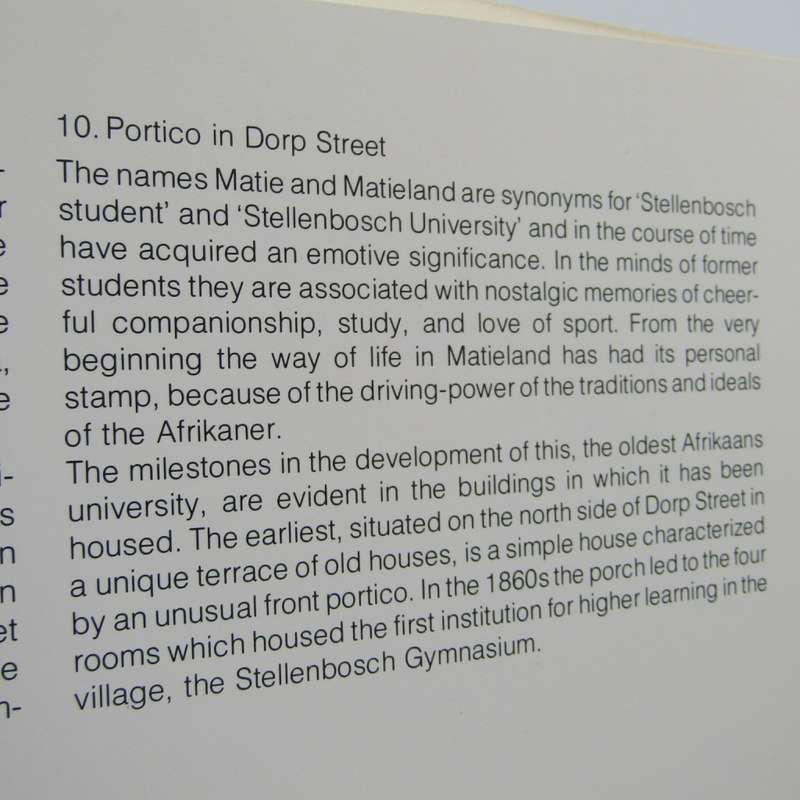 10. Portico in Dorp Street
The names Matie and Matieland are synonyms for 'Stellenbosch
student' and 'Stellenbosch University' and in the course of time
have acquired an emotive significance. In the minds of former
students they are associated with nostalgic memories of cheer-
ful companionship, study, and love of sport. From the very
beginning the way of life in Matieland has had its personal
stamp, because of the driving-power of the traditions and ideals
of the Afrikaner.
The milestones in the development of this, the oldest Afrikaans
university, are evident in the buildings in which it has been
housed. The earliest, situated on the north side of Dorp Street in
a unique terrace of old houses, is a simple house characterized
by an unusual front portico. In the 1860s the porch led to the four
rooms which housed the first institution for higher learning in the
village, the Stellenbosch Gymnasium.